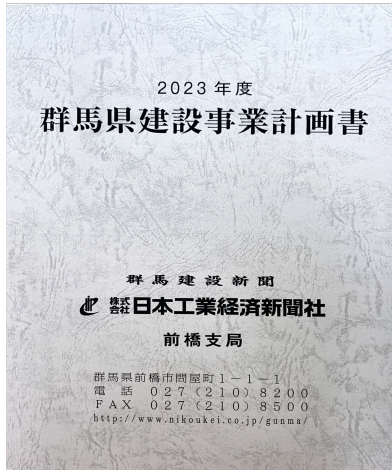 2023年度
群馬県建設事業計画書
群馬建設新聞
株式会社日本工業経済新聞社
前橋支局
群馬県前橋市問屋町1－1－1
電話 027（210）8200
FAX 027（210）8500
http://www.nikoukei.co.jp/gunma/